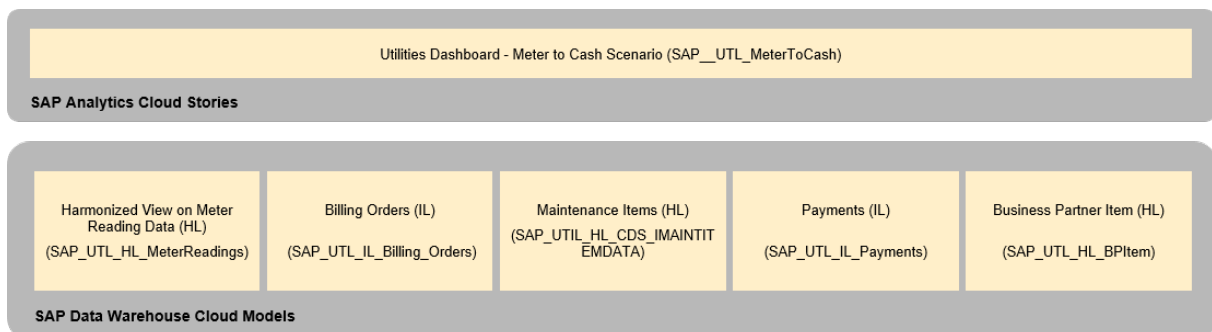 Utilities Dashboard - Meter to Cash Scenario (SAP__UTL_MeterToCash)
SAP Analytics Cloud Stories
Harmonized View on Meter
Reading Data (HL)
(SAP_UTL_HL_MeterReadings)
Billing Orders (IL)
(SAP_UTL_IL_Billing_Orders)
Maintenance Items (HL)
(SAP_UTIL_HL_CDS_IMAINTIT
EMDATA)
Payments (IL)
(SAP_UTL_IL_Payments)
Business Partner Item (HL)
(SAP_UTL_HL_BPItem)
SAP Data Warehouse Cloud Models